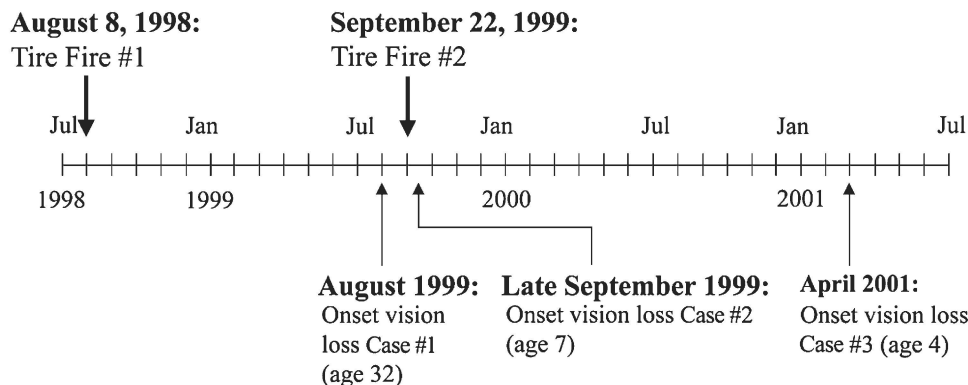 August 8, 1998:
Tire Fire #1
September 22, 1999:
Tire Fire #2
Jul
Jan
Jul
Jan
Jul
Jan
Jul
1998
1999
2000
2001
August 1999:
Onset vision
loss Case #1
(age 32)
Late September 1999:
Onset vision loss Case #2
(age 7)
April 2001:
Onset vision loss
Case #3 (age 4)